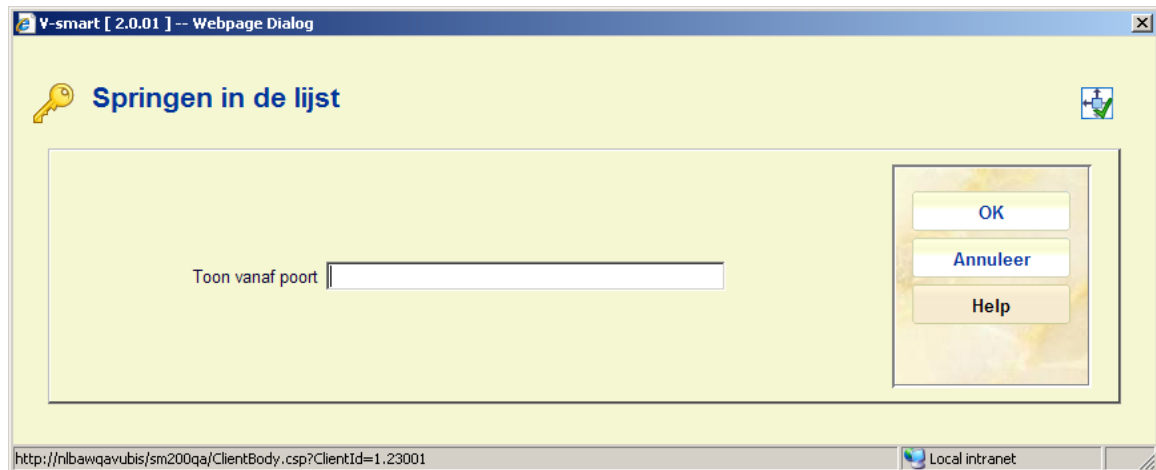 V-smart [ 2.0.01 ] -- Webpage Dialog
Springen in de lijst
OK
Toon vanaf poort
Annuleer
Help
http://nlbawqavubis/sm200qa/ClientBody.csp?ClientId=1.23001
Local intranet